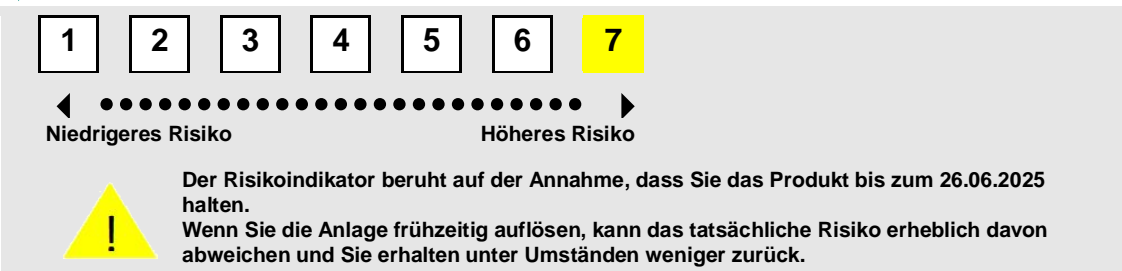 1 2 3 4 5 6 7
Niedrigeres Risiko Höheres Risiko
Der Risikoindikator beruht auf der Annahme, dass Sie das Produkt bis zum 26.06.2025
halten.
Wenn Sie die Anlage frühzeitig auflösen, kann das tatsächliche Risiko erheblich davon
abweichen und Sie erhalten unter Umständen weniger zurück.
!